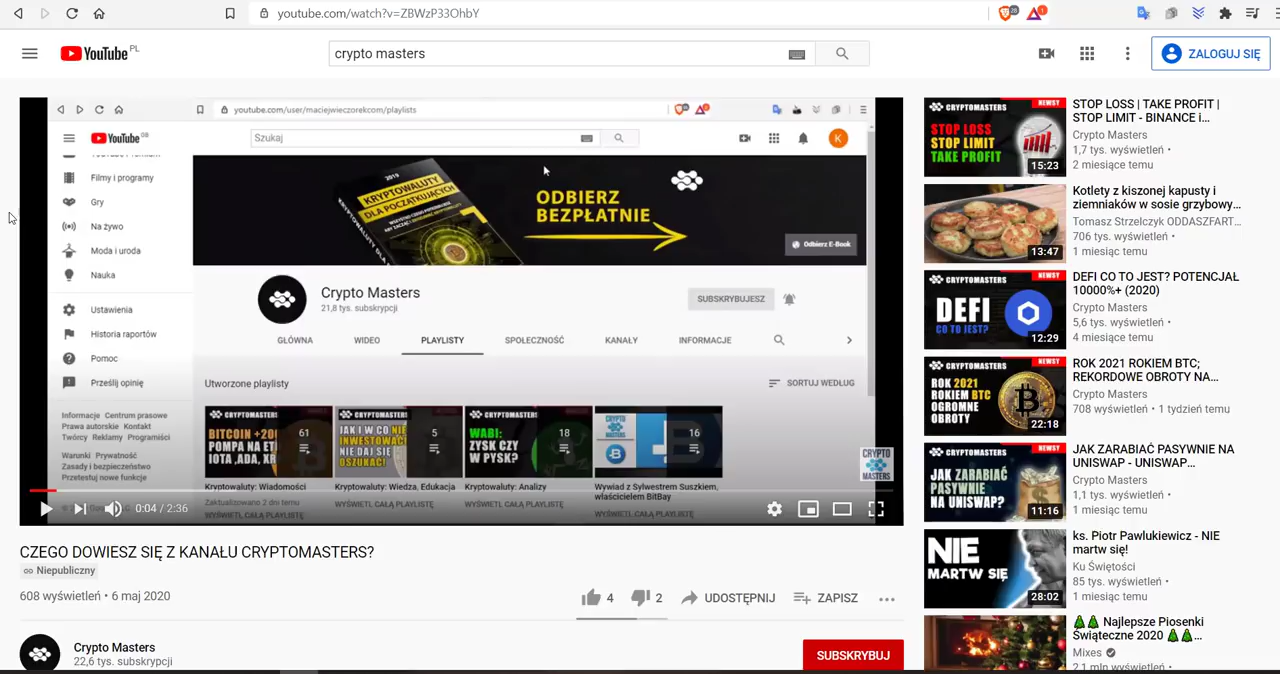 youtube.com/watch?v=ZBWzP33OhbY
28
1
YouTube PL
crypto masters
ZALOGUJ SIĘ
youtube.com/user/maciejwieczorekcom/playlists
YouTube GB
Szukaj
K
Filmy i programy
Gry
Na żywo
Moda i uroda
Nauka
Ustawienia
Historia raportów
Pomoc
Prześlij opinię
Informacje Centrum prasowe
Prawa autorskie Kontakt
Twórcy Reklamy Programiści
Warunki Prywatność
Zasady i bezpieczeństwo
Przetestuj nowe funkcje
2019
KRYPTOWALUTY
DLA POCZĄTKUJĄCYCH
ODBIERZ
BEZPŁATNIE
Odbierz E-Book
Crypto Masters
21,8 tys. subskrypcji
SUBSKRYBUJESZ
GŁÓWNA
WIDEO
PLAYLISTY
SPOŁECZNOŚĆ
KANAŁY
INFORMACJE
Utworzone playlisty
SORTUJ WEDŁUG
CRYPTOMASTERS
BITCOIN +20
POMPA NA ET
IOTA ,ADA, XR
61
Kryptowaluty: Wiadomości
Zaktualizowano 2 dni temu
WYŚWIETL CAŁĄ PLAYLISTĘ
CRYPTOMASTERS
JAK I W CO NIE
INWESTOWAĆ
NIE DAJ SIĘ
OSZUKAĆ!
5
Kryptowaluty: Wiedza, Edukacja
WYŚWIETL CAŁĄ PLAYLISTĘ
CRYPTOMASTERS
WABI:
ZYSK CZY
W PYSK?
18
Kryptowaluty: Analizy
WYŚWIETL CAŁĄ PLAYLISTĘ
CRYPTO
MASTERS
16
Wywiad z Sylwestrem Suszkiem,
właścicielem BitBay
WYŚWIETL CAŁĄ PLAYLISTĘ
CRYPTO
MASTERS
0:04 / 2:36
CZEGO DOWIESZ SIĘ Z KANAŁU CRYPTOMASTERS?
Niepubliczny
608 wyświetleń • 6 maj 2020
4
2
UDOSTĘPNIJ
ZAPISZ
Crypto Masters
22,6 tys. subskrypcji
SUBSKRYBUJ
CRYPTOMASTERS
NEWSY
STOP LOSS
STOP LIMIT
TAKE PROFIT
15:23
STOP LOSS | TAKE PROFIT |
STOP LIMIT - BINANCE i...
Crypto Masters
1,7 tys. wyświetleń •
2 miesiące temu
13:47
Kotlety z kiszonej kapusty i
ziemniaków w sosie grzybowy...
Tomasz Strzelczyk ODDASZFART...
706 tys. wyświetleń •
1 miesiąc temu
CRYPTOMASTERS
NEWSY
DEFI
CO TO JEST?
12:29
DEFI CO TO JEST? POTENCJAŁ
10000%+ (2020)
Crypto Masters
5,6 tys. wyświetleń •
4 miesiące temu
CRYPTOMASTERS
NEWSY
ROK 2021
ROKIEM BTC
OGROMNE
OBROTY
22:18
ROK 2021 ROKIEM BTC;
REKORDOWE OBROTY NA...
Crypto Masters
708 wyświetleń • 1 tydzień temu
CRYPTOMASTERS
NEWSY
JAK ZARABIAĆ
PASYWNIE
NA UNISWAP?
11:16
JAK ZARABIAĆ PASYWNIE NA
UNISWAP - UNISWAP...
Crypto Masters
1,1 tys. wyświetleń •
1 miesiąc temu
NIE
MARTW SIĘ
28:02
ks. Piotr Pawlukiewicz - NIE
martw się!
Ku Świętości
85 tys. wyświetleń •
1 miesiąc temu
🎄🎄 Najlepsze Piosenki
Świąteczne 2020 🎄🎄...
Mixes
2,1 mln wyświetleń •